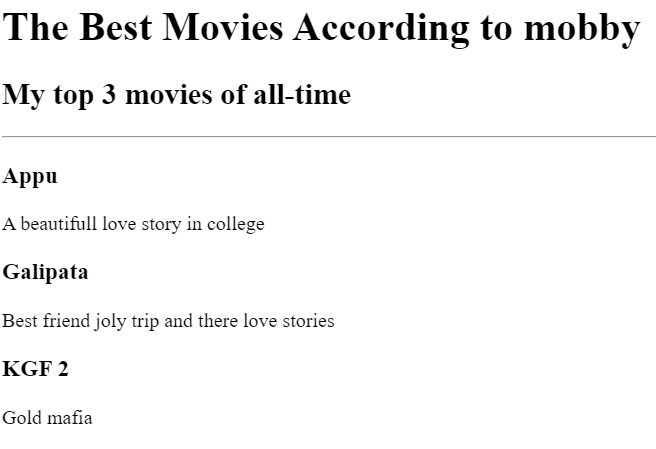 The Best Movies According to mobby
My top 3 movies of all-time
Appu
A beautifull love story in college
Galipata
Best friend joly trip and there love stories
KGF 2
Gold mafia